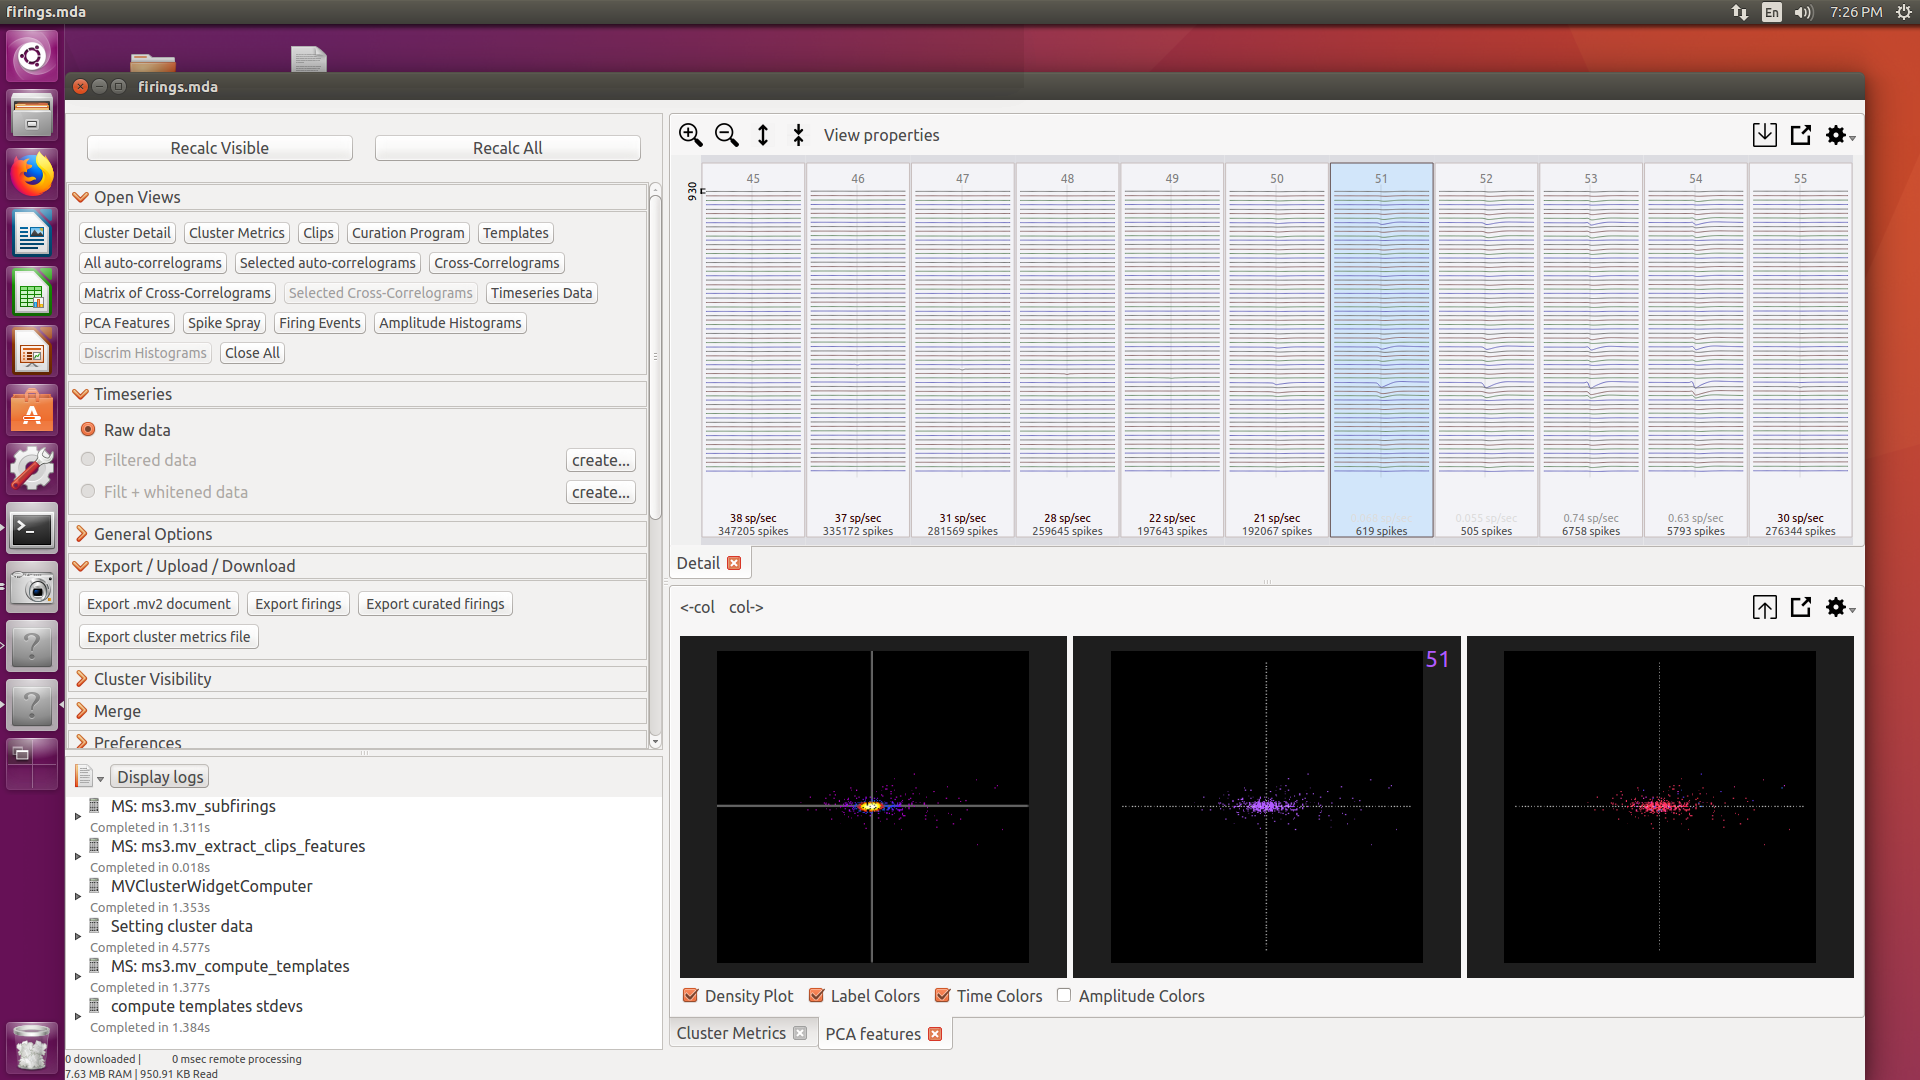 firings.mda
En
7:26 PM
firings.mda
Recalc Visible
Recalc All
Open Views
Cluster Detail
Cluster Metrics
Clips
Curation Program
Templates
All auto-correlograms
Selected auto-correlograms
Cross-Correlograms
Matrix of Cross-Correlograms
Selected Cross-Correlograms
Timeseries Data
PCA Features
Spike Spray
Firing Events
Amplitude Histograms
Discrim Histograms
Close All
Timeseries
Raw data
Filtered data
create...
Filt + whitened data
create...
General Options
Export / Upload / Download
Export .mv2 document
Export firings
Export curated firings
Export cluster metrics file
Cluster Visibility
Merge
Preferences
Display logs
MS: ms3.mv_subfirings
Completed in 1.311s
MS: ms3.mv_extract_clips_features
Completed in 0.018s
MVClusterWidgetComputer
Completed in 1.353s
Setting cluster data
Completed in 4.577s
MS: ms3.mv_compute_templates
Completed in 1.377s
compute templates stdevs
Completed in 1.384s
0 downloaded |
0 msec remote processing
7.63 MB RAM | 950.91 KB Read
View properties
930
45
46
47
48
49
50
51
52
53
54
55
38 sp/sec
37 sp/sec
31 sp/sec
28 sp/sec
22 sp/sec
21 sp/sec
0.055 sp/sec
0.74 sp/sec
0.63 sp/sec
30 sp/sec
347205 spikes
335172 spikes
281569 spikes
259645 spikes
197643 spikes
192067 spikes
619 spikes
505 spikes
6758 spikes
5793 spikes
276344 spikes
Detail
<-col
col->
51
Density Plot
Label Colors
Time Colors
Amplitude Colors
Cluster Metrics
PCA features